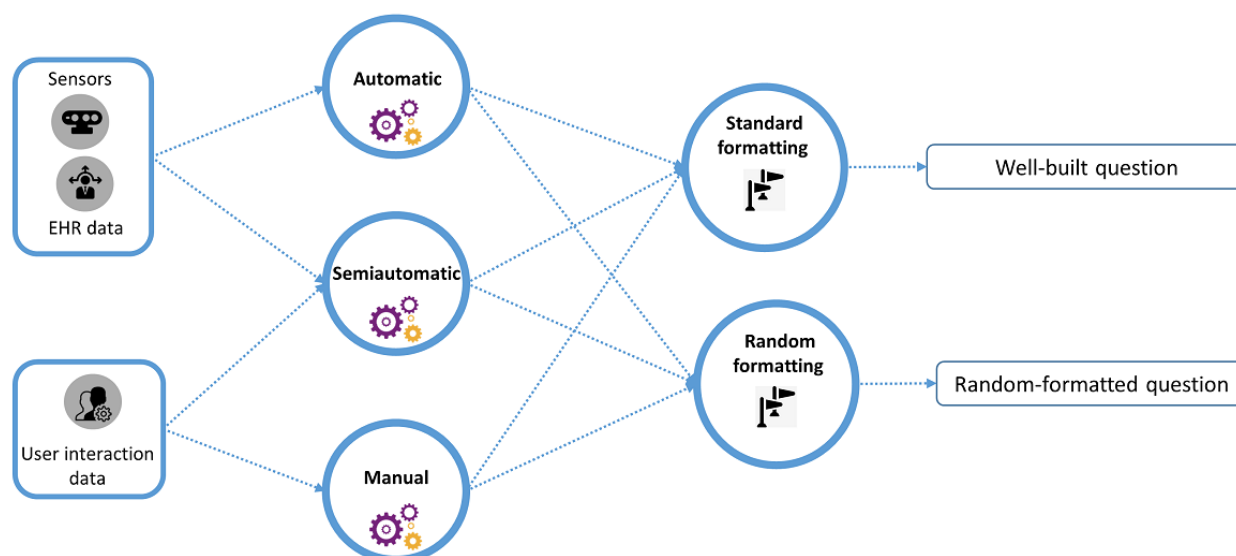 Sensors
EHR data
User interaction
data
Automatic
Semiautomatic
Manual
Standard
formatting
Random
formatting
Well-built question
Random-formatted question